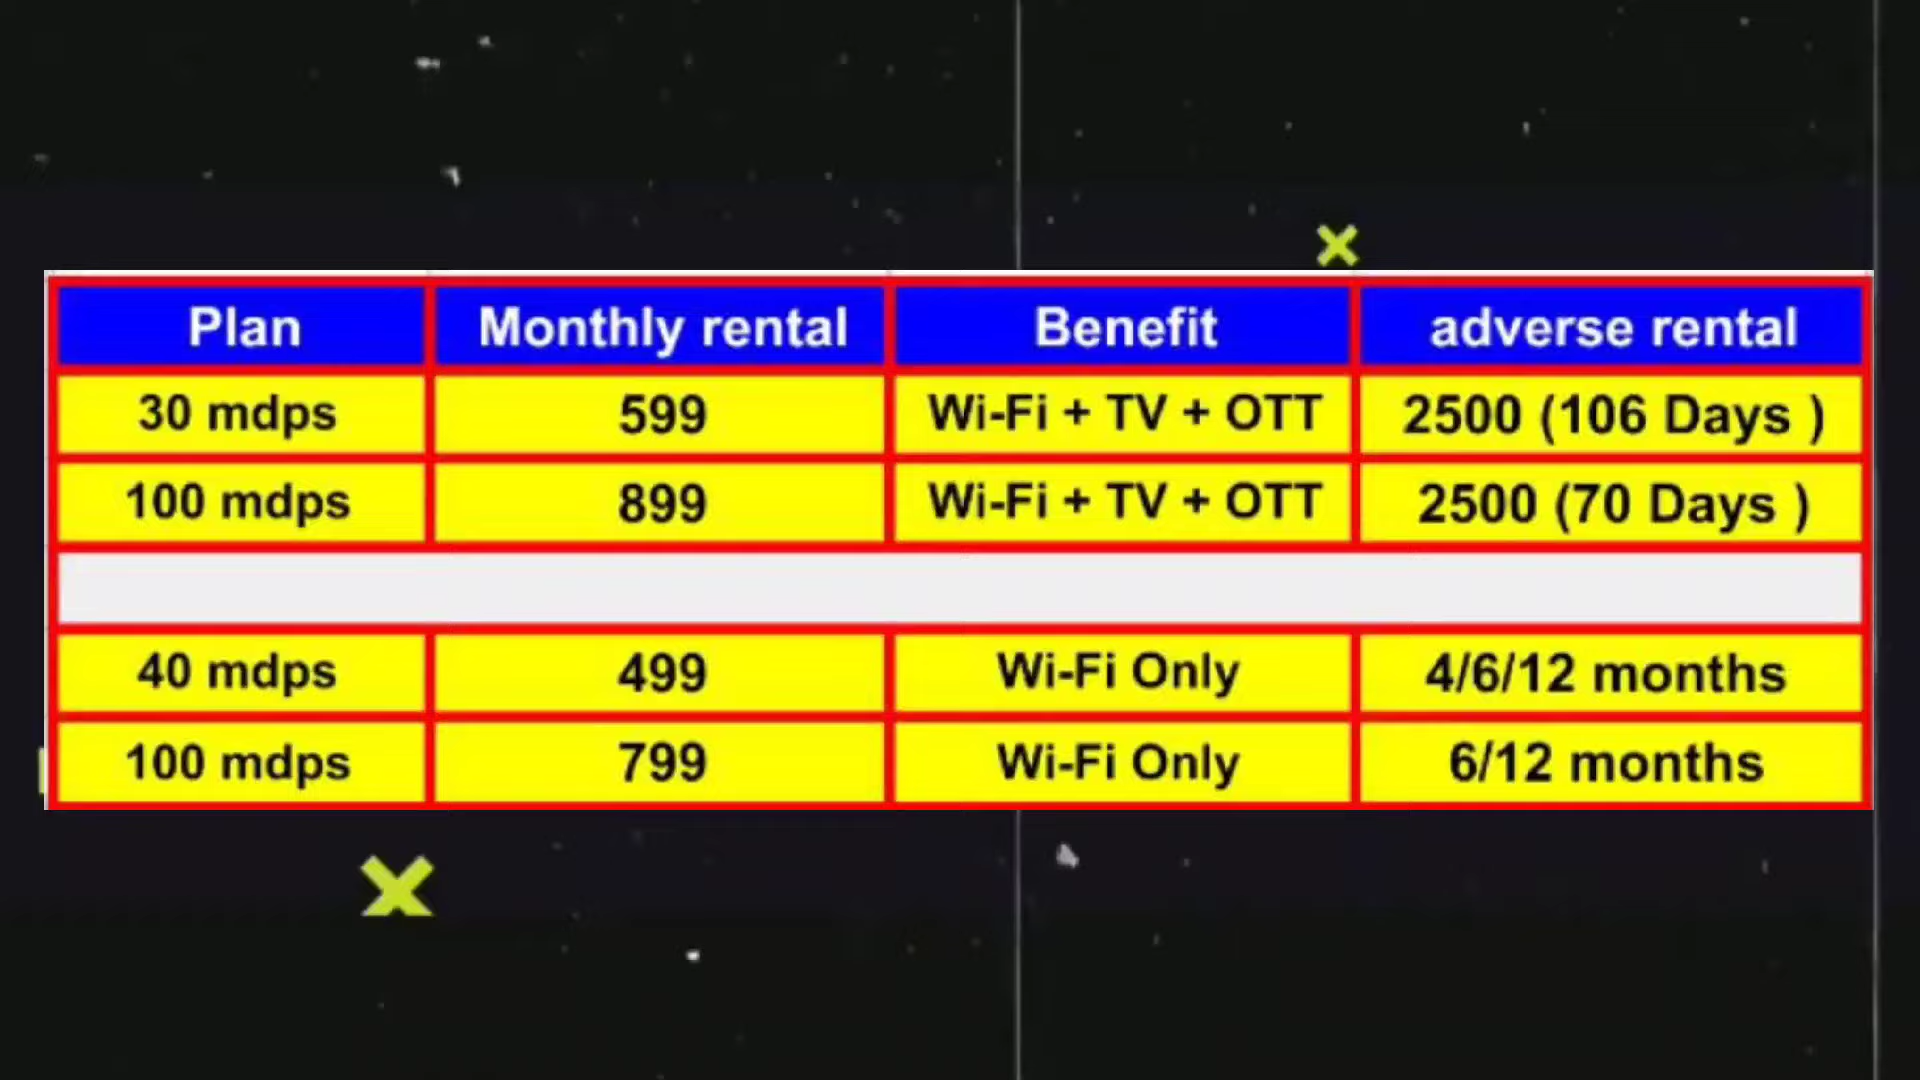 Plan Monthly rental Benefit adverse rental
30 mdps 599 Wi-Fi + TV + OTT 2500 (106 Days )
100 mdps 899 Wi-Fi + TV + OTT 2500 (70 Days )
40 mdps 499 Wi-Fi Only 4/6/12 months
100 mdps 799 Wi-Fi Only 6/12 months